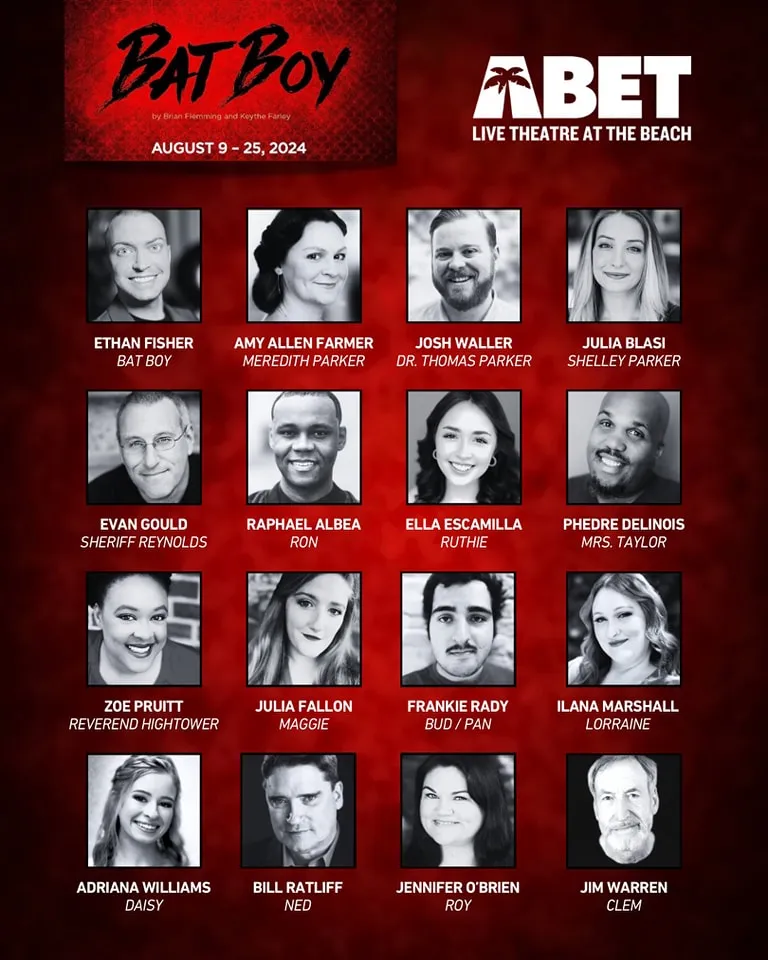 BAT BOY
by Brian Flemming and Keythe Farley
AUGUST 9 – 25, 2024
ABET
LIVE THEATRE AT THE BEACH
ETHAN FISHER
BAT BOY
AMY ALLEN FARMER
MEREDITH PARKER
JOSH WALLER
DR. THOMAS PARKER
JULIA BLASI
SHELLEY PARKER
EVAN GOULD
SHERIFF REYNOLDS
RAPHAEL ALBEA
RON
ELLA ESCAMILLA
RUTHIE
PHEDRE DELINOIS
MRS. TAYLOR
ZOE PRUITT
REVEREND HIGHTOWER
JULIA FALLON
MAGGIE
FRANKIE RADY
BUD / PAN
ILANA MARSHALL
LORRAINE
ADRIANA WILLIAMS
DAISY
BILL RATLIFF
NED
JENNIFER O'BRIEN
ROY
JIM WARREN
CLEM